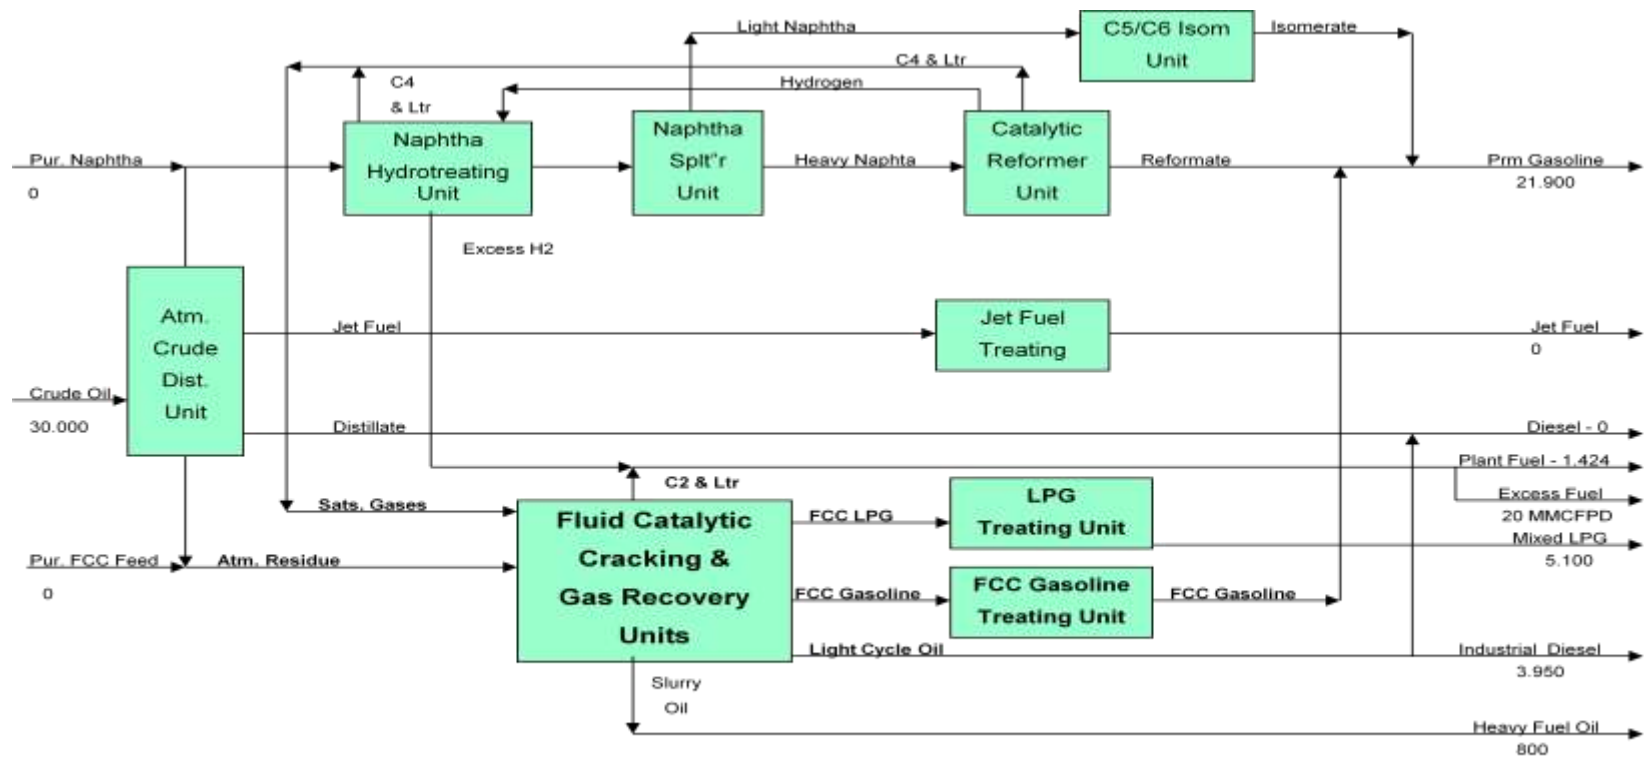 Light Naphtha
C5/C6 Isom
Unit
Isomerate
C4 & Ltr
C4
& Ltr
Hydrogen
Naphtha
Hydrotreating
Unit
Naphtha
Splt"r
Unit
Catalytic
Reformer
Unit
Pur. Naphtha
0
Heavy Naphta
Reformate
Prm Gasoline
21.900
Excess H2
Atm.
Crude
Dist.
Unit
Jet Fuel
Jet Fuel
Treating
Jet Fuel
0
Crude Oil
30.000
Distillate
Diesel - 0
Plant Fuel - 1.424
C2 & Ltr
Excess Fuel
20 MMCFPD
Sats. Gases
Fluid Catalytic
Cracking &
Gas Recovery
Units
FCC LPG
LPG
Treating Unit
Mixed LPG
5.100
Pur. FCC Feed
0
Atm. Residue
FCC Gasoline
FCC Gasoline
Treating Unit
FCC Gasoline
Light Cycle Oil
Industrial Diesel
3.950
Slurry
Oil
Heavy Fuel Oil
800